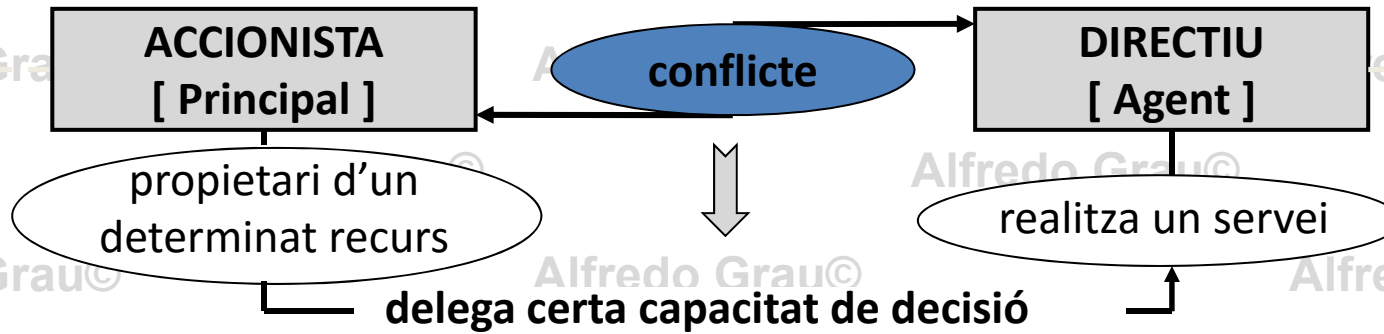 ACCIONISTA
[ Principal ]
conflicte
DIRECTIU
[ Agent ]
propietari d’un
determinat recurs
Alfredo Grau©
realitza un servei
Grau©
Alfredo Grau©
delega certa capacitat de decisió